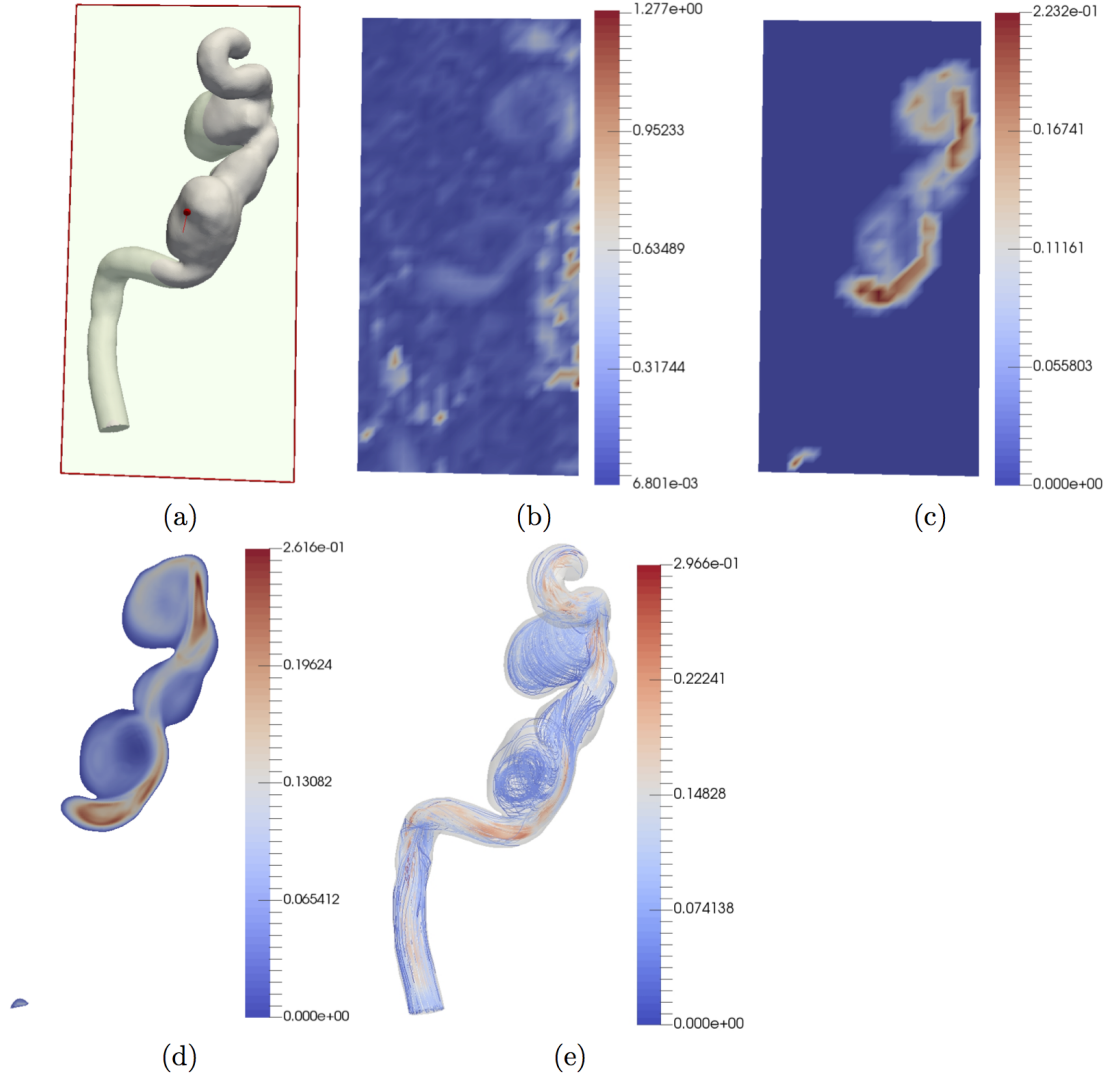 1.277e+00
0.95233
0.63489
0.31744
6.801e-03
2.232e-01
0.16741
0.11161
0.055803
0.000e+00
(a)
(b)
(c)
2.616e-01
0.19624
0.13082
0.065412
0.000e+00
2.966e-01
0.22241
0.14828
0.074138
0.000e+00
(d)
(e)